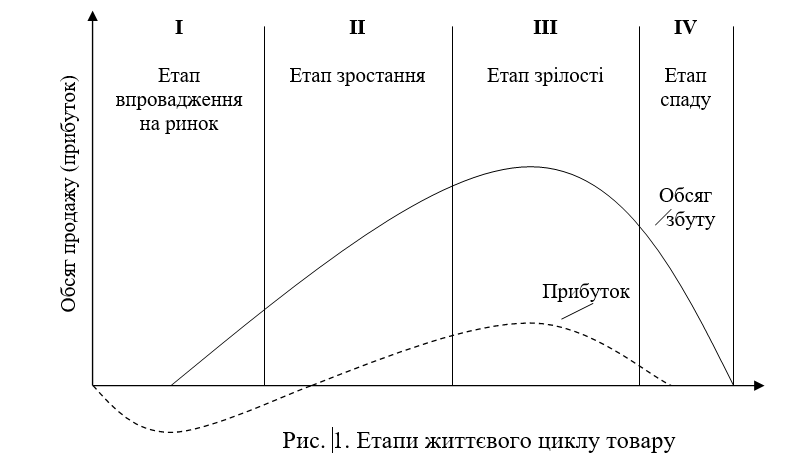 I
II
III
IV
Етап
впровадження
на ринок
Етап зростання
Етап зрілості
Етап
спаду
Обсяг продажу (прибуток)
Обсяг
збуту
Прибуток
Рис. 1. Етапи життєвого циклу товару